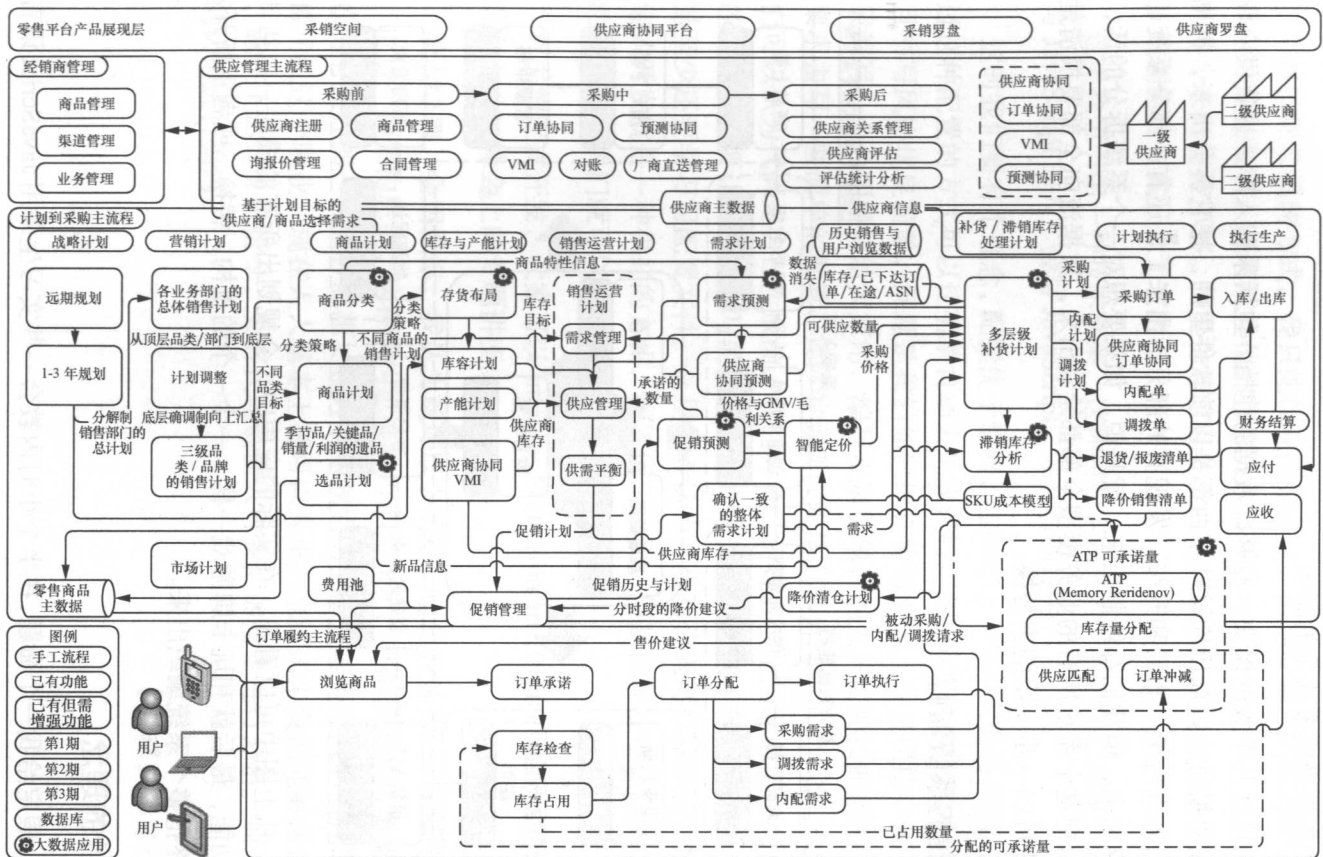 零售平台产品展现层
采销空间
供应商协同平台
采销罗盘
供应商罗盘
经销商管理
商品管理
渠道管理
业务管理
供应管理主流程
采购前
采购中
采购后
供应商注册
商品管理
订单协同
预测协同
供应商关系管理
询报价管理
合同管理
VMI
对账
厂商直送管理
供应商评估
评估统计分析
供应商协同
订单协同
VMI
预测协同
一级
供应商
二级供应商
二级供应商
基于计划目标的
供应商/商品选择需求
供应商主数据
供应商信息
计划到采购主流程
战略计划
营销计划
商品计划
库存与产能计划
销售运营计划
需求计划
历史销售与
用户浏览数据
补货/滞销库存
处理计划
计划执行
执行生产
商品特性信息
数据
消失
库存/已下达订
单/在途/ASN
采购
计划
远期规划
各业务部门的
总体销售计划
商品分类
分类
策略
存货布局
库存
目标
销售运营
计划
需求管理
需求预测
可供应数量
多层级
补货计划
采购订单
入库/出库
从顶层品类/部门到底层
分类策略
不同商品的
销售计划
内配
计划
供应商协同
订单协同
1-3 年规划
计划调整
不同
品类
目标
商品计划
库容计划
供应商
协同预测
采购
价格
调拨
计划
内配单
承诺的
数量
供应管理
产能计划
供应商
库存
价格与GMV/毛
利关系
调拨单
分解制
销售部门的
总计划
底层确调制向上汇总
季节品/关键品/
销量/利润的遗品
促销预测
智能定价
滞销库存
分析
财务结算
三级品
类/品牌
的销售计划
选品计划
供应商协同
VMI
供需平衡
退货/报废清单
应付
确认一致
的整体
需求计划
SKU成本模型
降价销售清单
应收
促销计划
需求
供应商库存
市场计划
新品信息
ATP 可承诺量
零售商品
主数据
费用池
促销历史与计划
促销管理
分时段的降价建议
降价清仓计划
ATP
(Memory Reridenov)
库存量分配
被动采购/
内配/调拨请求
供应匹配
订单冲减
图例
手工流程
已有功能
已有但需
增强功能
第1期
第2期
第3期
数据库
大数据应用
用户
用户
订单履约主流程
售价建议
浏览商品
订单承诺
订单分配
订单执行
库存检查
采购需求
调拨需求
库存占用
内配需求
已占用数量
分配的可承诺量